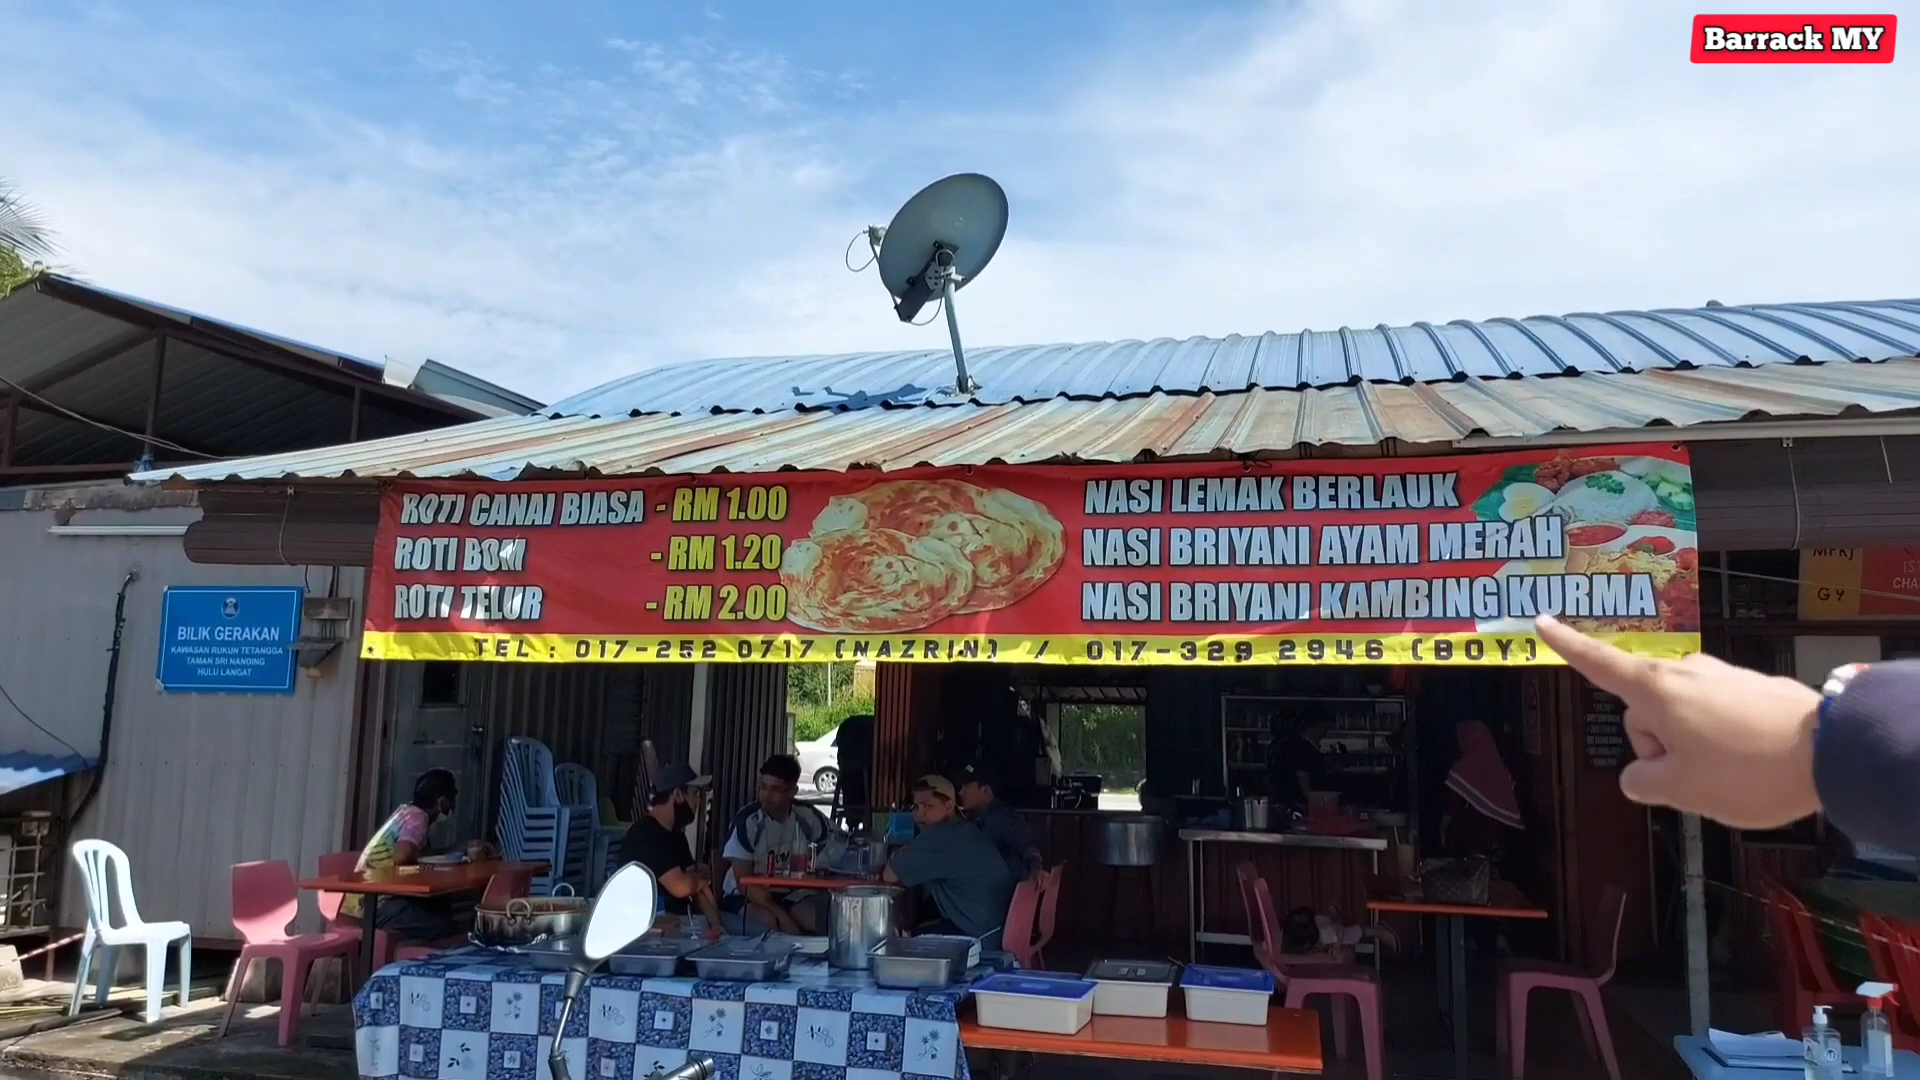 Barrack MY
ROTI CANAI BIASA - RM 1.00
ROTI BOM - RM 1.20
ROTI TELUR - RM 2.00
NASI LEMAK BERLAUK
NASI BRIYANI AYAM MERAH
NASI BRIYANI KAMBING KURMA
TEL : 017-252 0717 (NAZRIN) / 017-329 2946 (BOY)
BILIK GERAKAN
KAWASAN RUKUN TETANGGA
TAMAN SRI NANDING
HULU LANGAT
MPKJ
GY